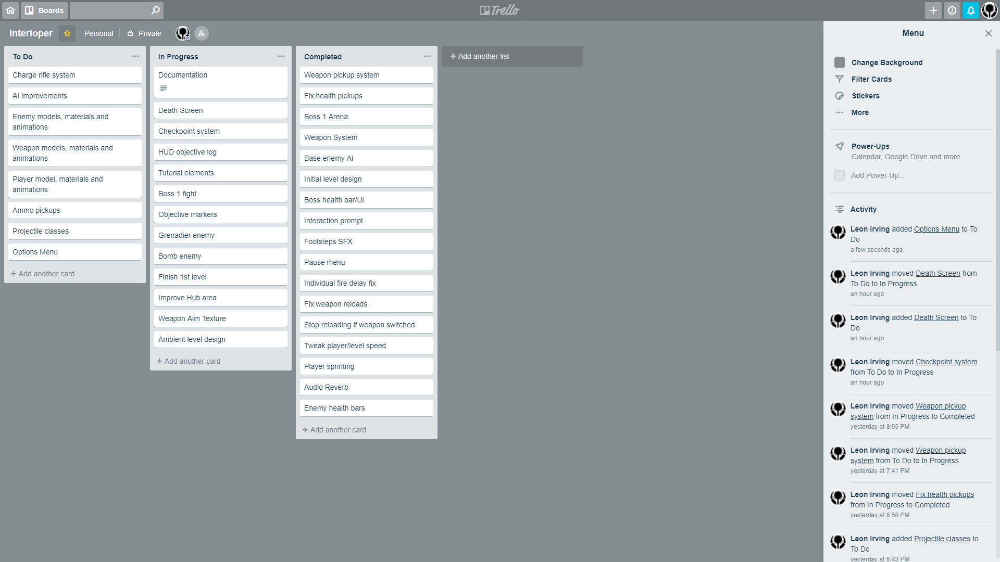 Boards
Trello
Interloper
Personal
Private
To Do
Charge rifle system
AI improvements
Enemy models, materials and
animations
Weapon models, materials and
animations
Player model, materials and
animations
Ammo pickups
Projectile classes
Options Menu
+ Add another card
In Progress
Documentation
Death Screen
Checkpoint system
HUD objective log
Tutorial elements
Boss 1 fight
Objective markers
Grenadier enemy
Bomb enemy
Finish 1st level
Improve Hub area
Weapon Aim Texture
Ambient level design
+ Add another card
Completed
Weapon pickup system
Fix health pickups
Boss 1 Arena
Weapon System
Base enemy AI
Initial level design
Boss health bar/UI
Interaction prompt
Footsteps SFX
Pause menu
Individual fire delay fix
Fix weapon reloads
Stop reloading if weapon switched
Tweak player/level speed
Player sprinting
Audio Reverb
Enemy health bars
+ Add another card
+ Add another list
Menu
Change Background
Filter Cards
Stickers
More
Power-Ups
Calendar, Google Drive and more...
Add Power-Up...
Activity
Leon Irving added Options Menu to To
Do
a few seconds ago
Leon Irving moved Death Screen from
To Do to In Progress
an hour ago
Leon Irving added Death Screen to To
Do
an hour ago
Leon Irving moved Checkpoint system
from To Do to In Progress
an hour ago
Leon Irving moved Weapon pickup
system from In Progress to Completed
yesterday at 8:55 PM
Leon Irving moved Weapon pickup
system from To Do to In Progress
yesterday at 7:41 PM
Leon Irving moved Fix health pickups
from In Progress to Completed
yesterday at 6:50 PM
Leon Irving added Projectile classes to
To Do
yesterday at 6:43 PM